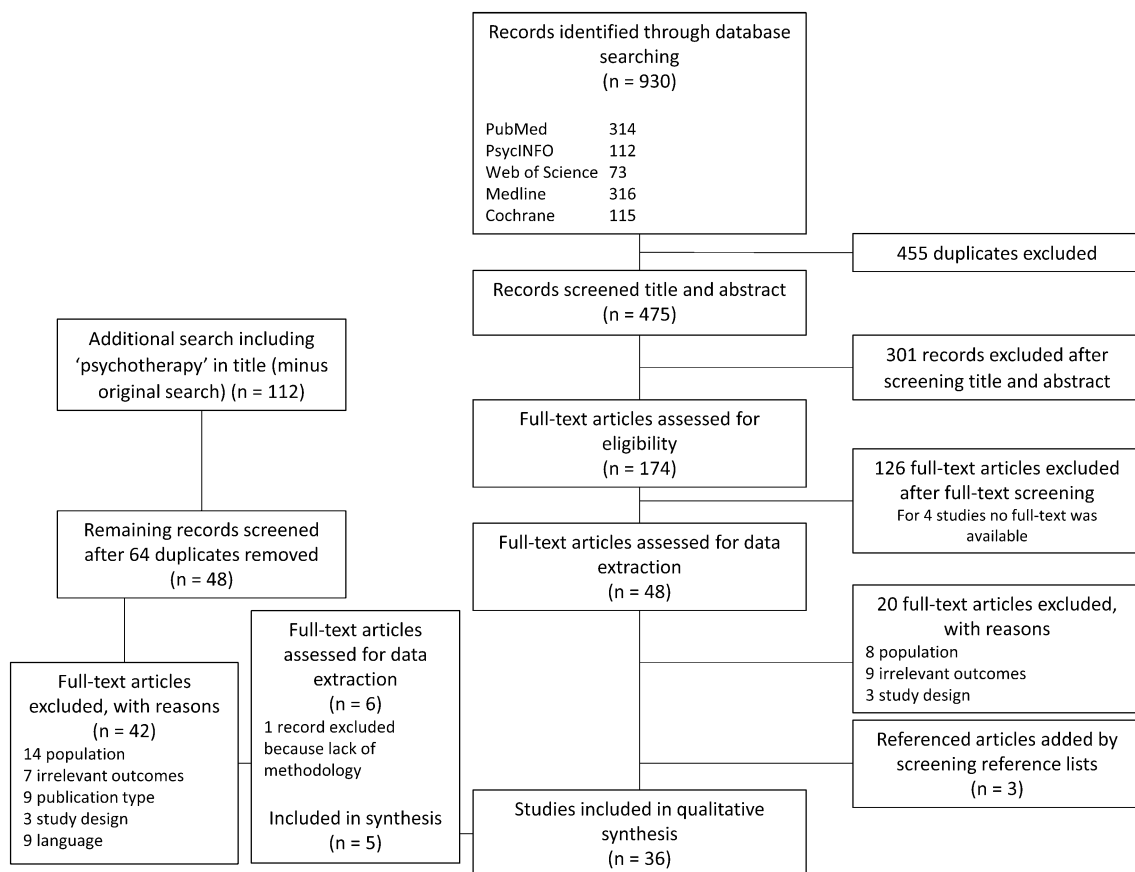 Records identified through database
searching
(n = 930)
PubMed 314
PsycINFO 112
Web of Science 73
Medline 316
Cochrane 115
455 duplicates excluded
Records screened title and abstract
(n = 475)
301 records excluded after
screening title and abstract
Full-text articles assessed for
eligibility
(n = 174)
126 full-text articles excluded
after full-text screening
For 4 studies no full-text was
available
Full-text articles assessed for data
extraction
(n = 48)
20 full-text articles excluded,
with reasons
8 population
9 irrelevant outcomes
3 study design
Referenced articles added by
screening reference lists
(n = 3)
Additional search including
‘psychotherapy’ in title (minus
original search) (n = 112)
Remaining records screened
after 64 duplicates removed
(n = 48)
Full-text articles
excluded, with reasons
(n = 42)
14 population
7 irrelevant outcomes
9 publication type
3 study design
9 language
Full-text articles
assessed for data
extraction
(n = 6)
1 record excluded
because lack of
methodology
Included in synthesis
(n = 5)
Studies included in qualitative
synthesis
(n = 36)